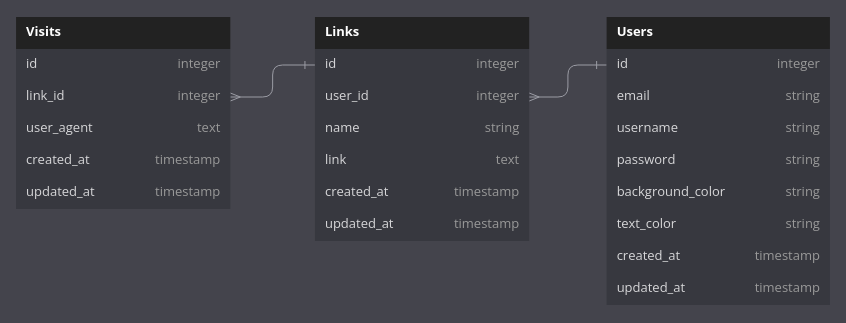 Visits
id integer
link_id integer
user_agent text
created_at timestamp
updated_at timestamp
Links
id integer
user_id integer
name string
link text
created_at timestamp
updated_at timestamp
Users
id integer
email string
username string
password string
background_color string
text_color string
created_at timestamp
updated_at timestamp